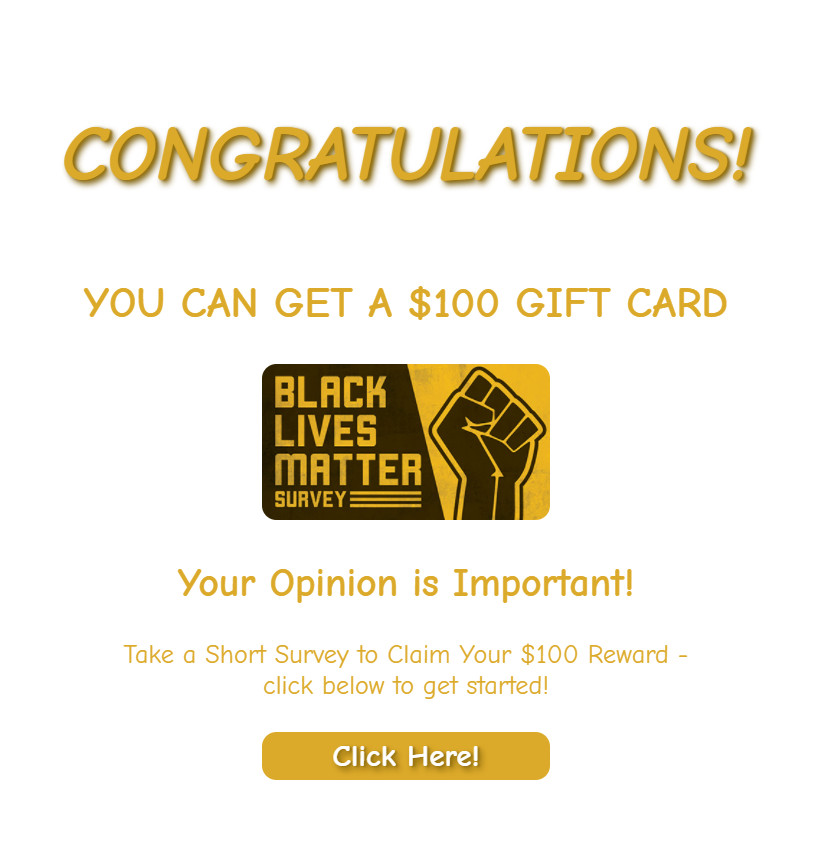 CONGRATULATIONS!
YOU CAN GET A $100 GIFT CARD
BLACK
LIVES
MATTER
SURVEY
Your Opinion is Important!
Take a Short Survey to Claim Your $100 Reward -
click below to get started!
Click Here!